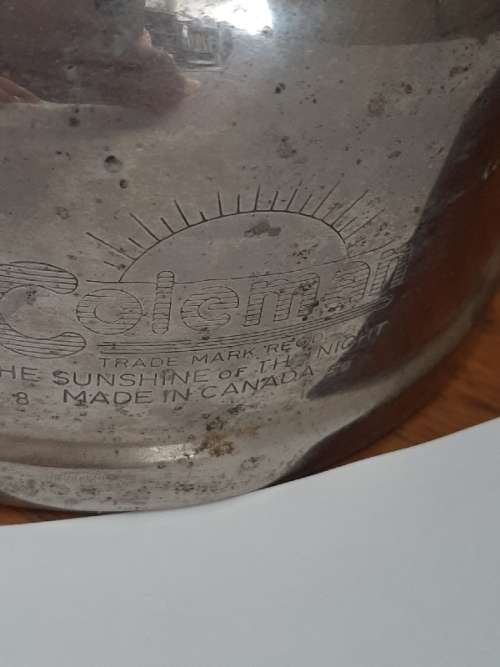 Coleman
TRADE MARK REG'D
THE SUNSHINE OF THE NIGHT
8 MADE IN CANADA